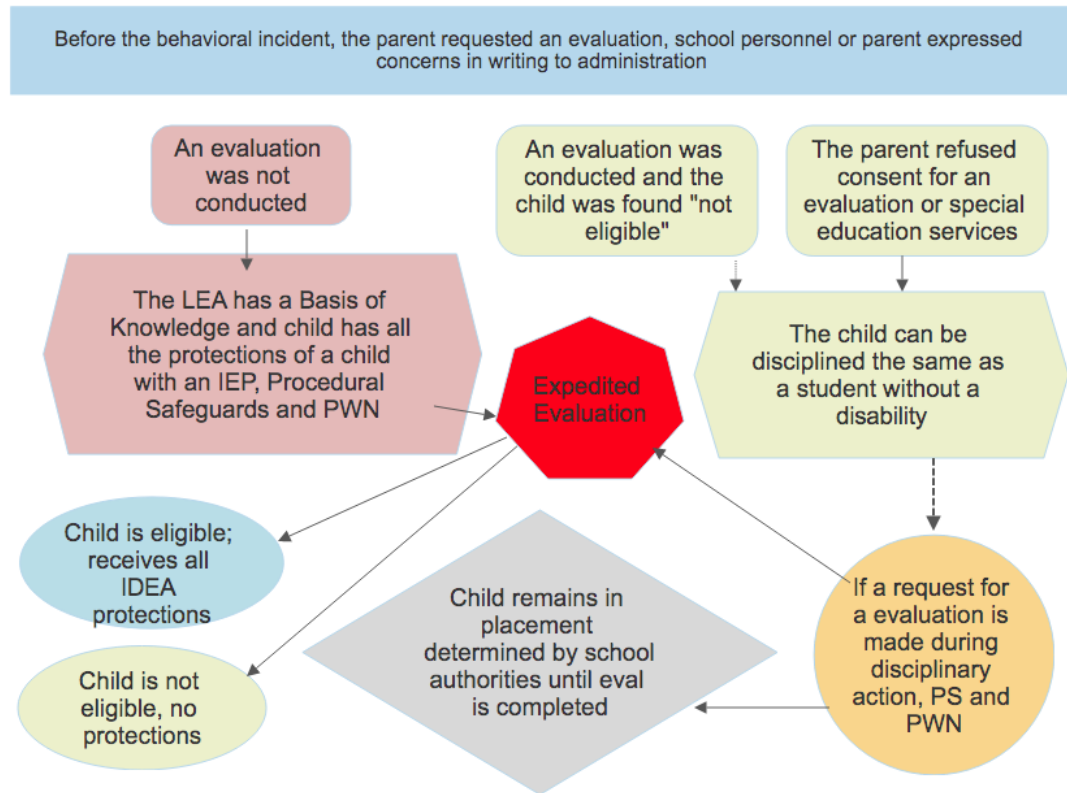 Before the behavioral incident, the parent requested an evaluation, school personnel or parent expressed
concerns in writing to administration
An evaluation
was not
conducted
An evaluation was
conducted and the
child was found "not
eligible"
The parent refused
consent for an
evaluation or special
education services
The LEA has a Basis of
Knowledge and child has all
the protections of a child
with an IEP, Procedural
Safeguards and PWN
Expedited
Evaluation
The child can be
disciplined the same as
a student without a
disability
Child is eligible;
receives all
IDEA
protections
Child remains in
placement
determined by school
authorities until eval
is completed
If a request for
a evaluation is
made during
disciplinary
action, PS and
PWN
Child is not
eligible, no
protections